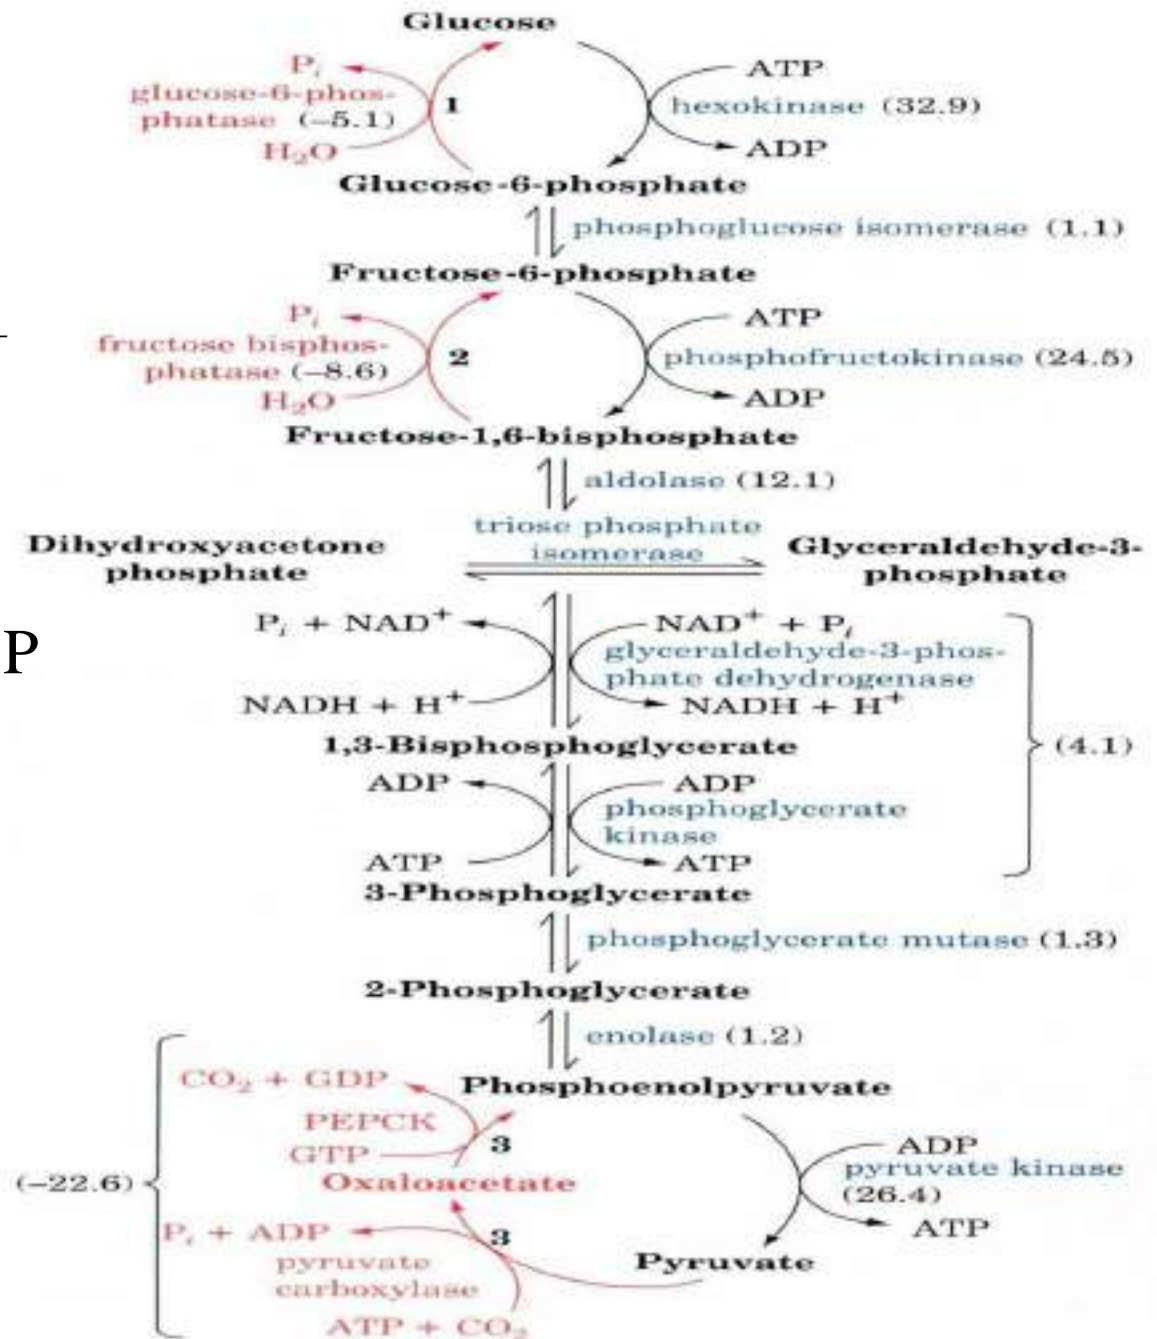 Glucose
P𝑖
ATP
glucose-6-phos-
phatase (–5.1)
1
hexokinase (32.9)
H₂O
ADP
Glucose-6-phosphate
phosphoglucose isomerase (1.1)
Fructose-6-phosphate
P𝑖
ATP
fructose bisphos-
phatase (–8.6)
2
phosphofructokinase (24.5)
H₂O
ADP
Fructose-1,6-bisphosphate
aldolase (12.1)
triose phosphate
isomerase
Dihydroxyacetone
phosphate
Glyceraldehyde-3-
phosphate
P𝑖 + NAD⁺
NAD⁺ + P𝑖
P
glyceraldehyde-3-phos-
phate dehydrogenase
NADH + H⁺
NADH + H⁺
1,3-Bisphosphoglycerate
(4.1)
ADP
ADP
phosphoglycerate
kinase
ATP
ATP
3-Phosphoglycerate
phosphoglycerate mutase (1.3)
2-Phosphoglycerate
enolase (1.2)
CO₂ + GDP
Phosphoenolpyruvate
PEPCK
3
GTP
ADP
pyruvate kinase
(26.4)
ATP
(–22.6)
Oxaloacetate
P𝑖 + ADP
3
Pyruvate
pyruvate
carboxylase
ATP + CO₂